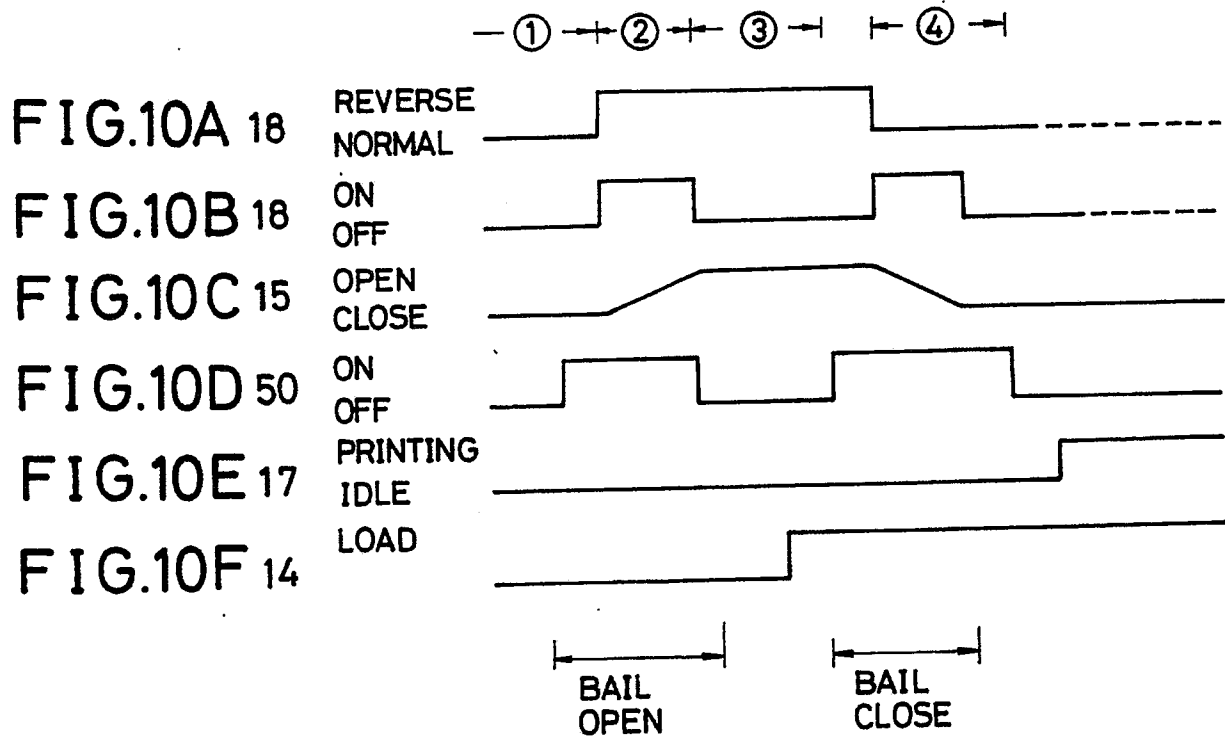 ① ② ③ ④
FIG.10A 18 REVERSE
NORMAL
FIG.10B 18 ON
OFF
FIG.10C 15 OPEN
CLOSE
FIG.10D 50 ON
OFF
FIG.10E 17 PRINTING
IDLE
FIG.10F 14 LOAD
BAIL OPEN
BAIL CLOSE